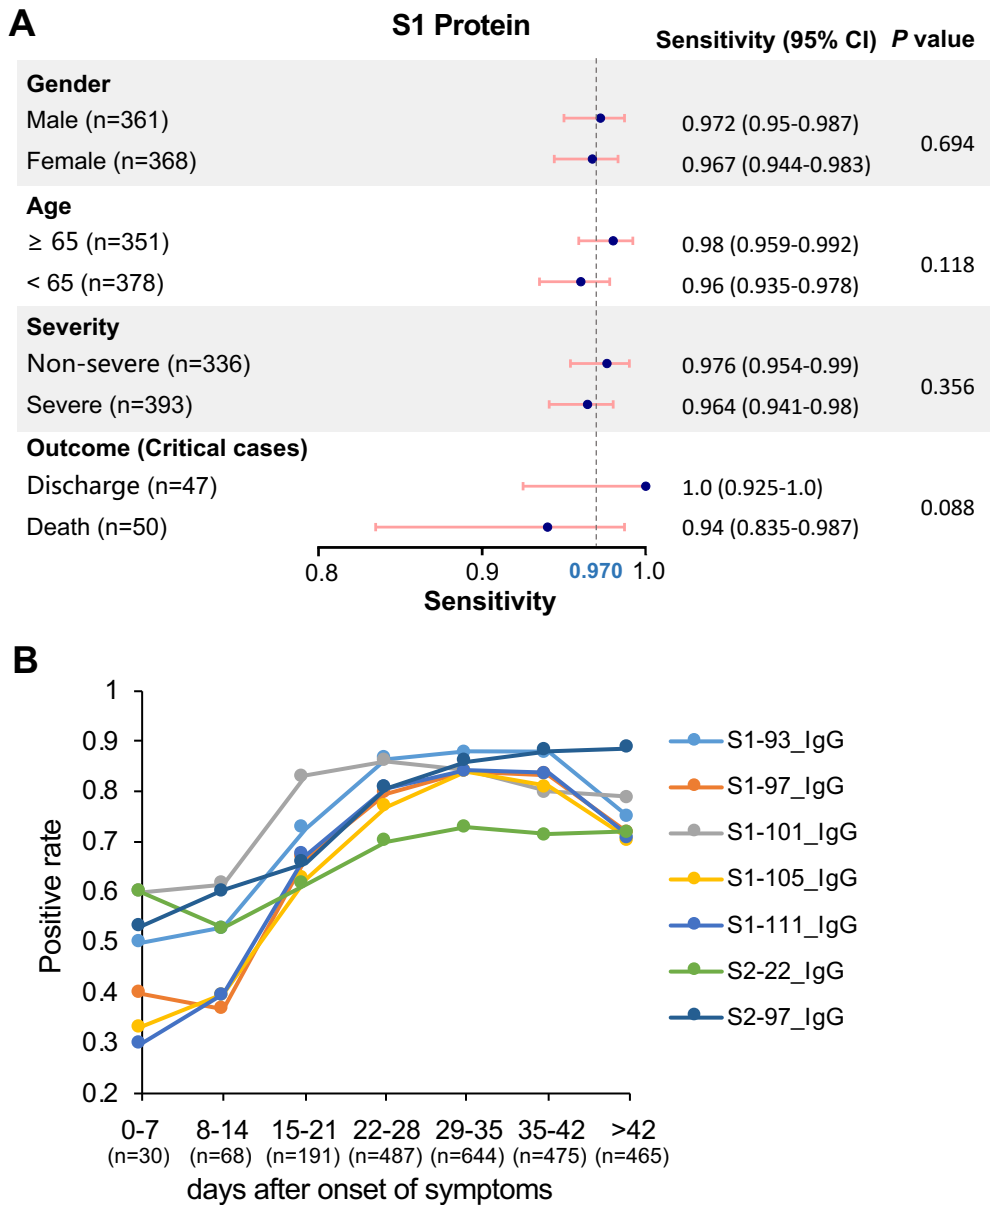 A
S1 Protein
Sensitivity (95% CI) P value
Gender
Male (n=361) 0.972 (0.95-0.987)
Female (n=368) 0.967 (0.944-0.983)
0.694
Age
≥ 65 (n=351) 0.98 (0.959-0.992)
< 65 (n=378) 0.96 (0.935-0.978)
0.118
Severity
Non-severe (n=336) 0.976 (0.954-0.99)
Severe (n=393) 0.964 (0.941-0.98)
0.356
Outcome (Critical cases)
Discharge (n=47) 1.0 (0.925-1.0)
Death (n=50) 0.94 (0.835-0.987)
0.088
0.8 0.9 0.970 1.0
Sensitivity
B
Positive rate
1
0.9
0.8
0.7
0.6
0.5
0.4
0.3
0.2
0-7 8-14 15-21 22-28 29-35 35-42 >42
(n=30) (n=68) (n=191) (n=487) (n=644) (n=475) (n=465)
days after onset of symptoms
S1-93_IgG
S1-97_IgG
S1-101_IgG
S1-105_IgG
S1-111_IgG
S2-22_IgG
S2-97_IgG